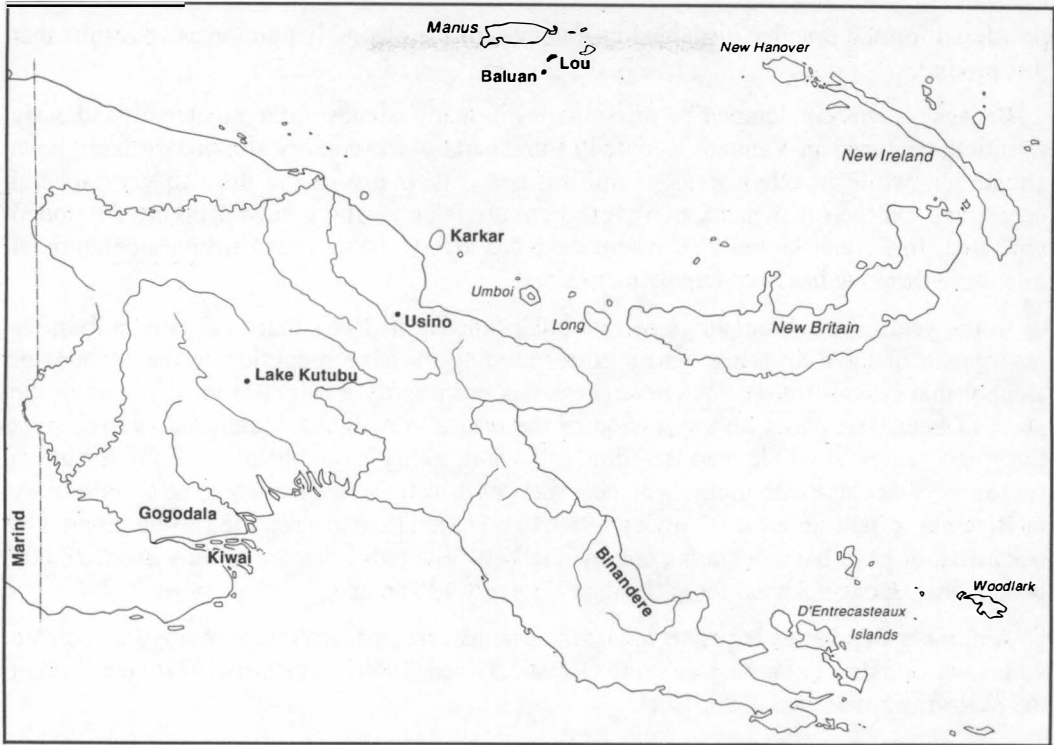 Manus
Lou
Baluan
New Hanover
New Ireland
Karkar
Umboi
Usino
Long
New Britain
Lake Kutubu
Gogodala
Kiwai
Marind
Binandere
Woodlark
D'Entrecasteaux
Islands